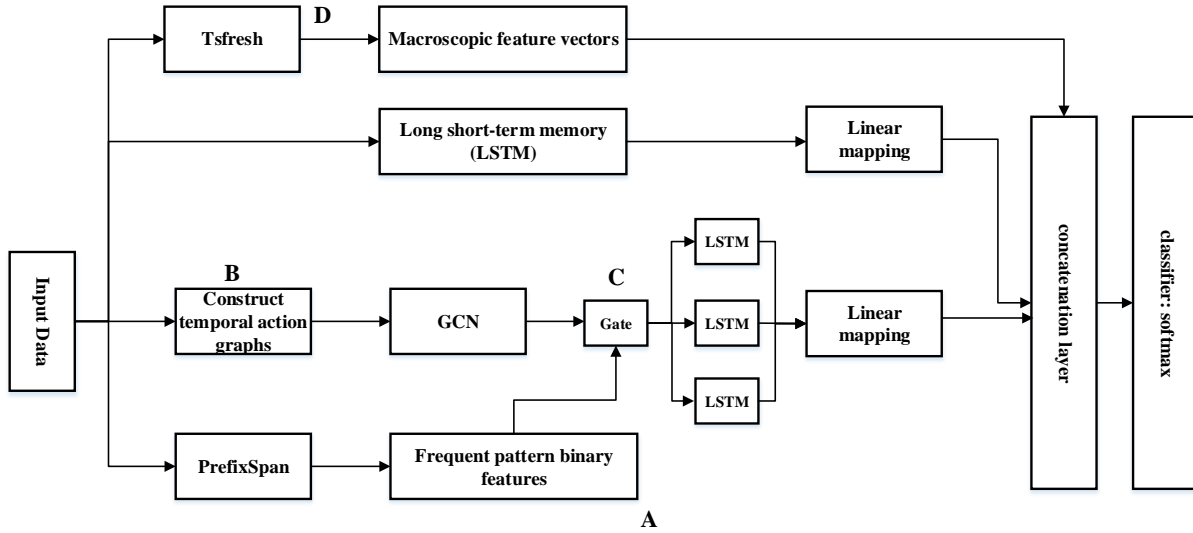 D
Tsfresh
Macroscopic feature vectors
Long short-term memory
(LSTM)
Linear
mapping
Input Data
B
Construct
temporal action
graphs
GCN
C
Gate
LSTM
LSTM
LSTM
Linear
mapping
concatenation layer
classifier: softmax
PrefixSpan
Frequent pattern binary
features
A